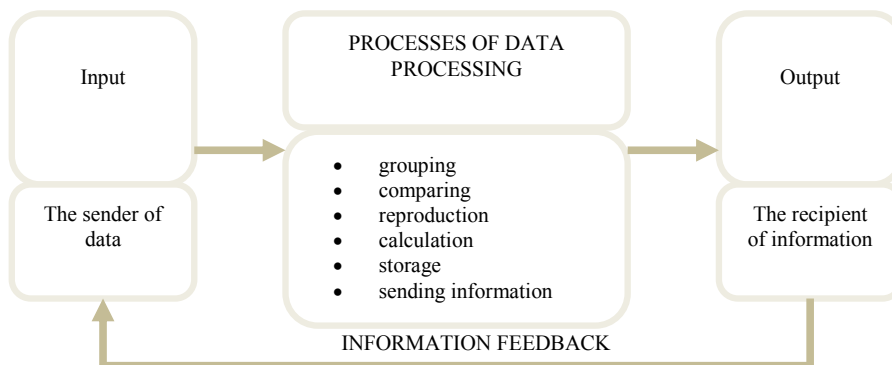 Input
The sender of
data
PROCESSES OF DATA
PROCESSING
• grouping
• comparing
• reproduction
• calculation
• storage
• sending information
Output
The recipient
of information
INFORMATION FEEDBACK